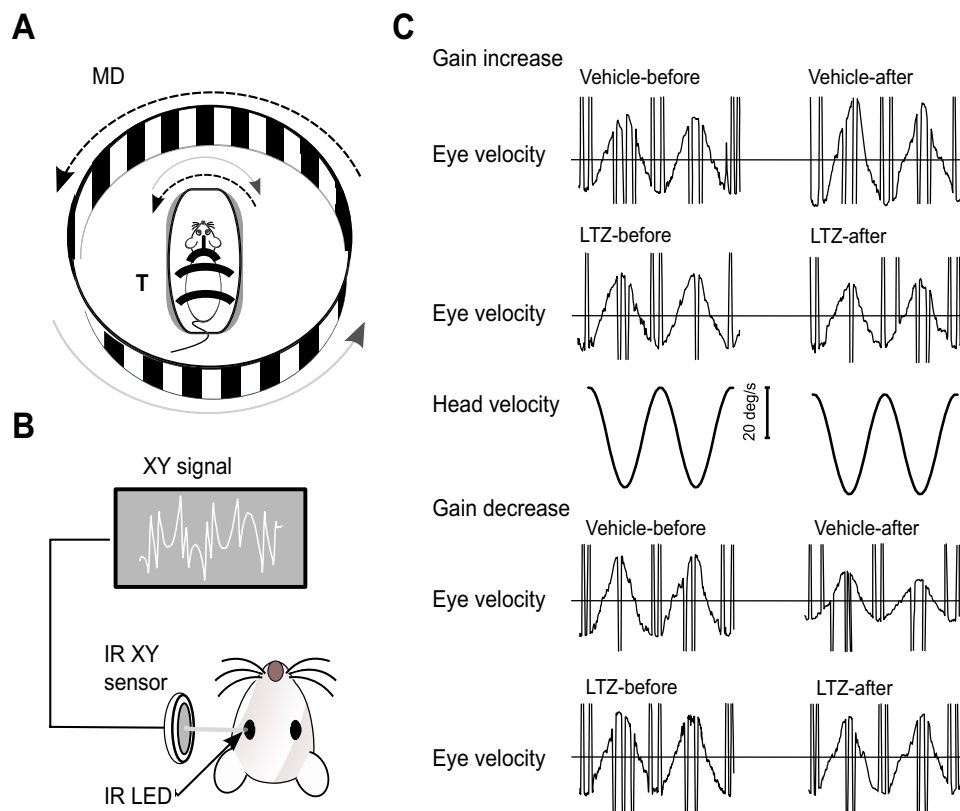 A
MD
T
B
XY signal
IR XY
sensor
IR LED
C
Gain increase
Vehicle-before
Vehicle-after
Eye velocity
LTZ-before
LTZ-after
Eye velocity
Head velocity
20 deg/s
Gain decrease
Vehicle-before
Vehicle-after
Eye velocity
LTZ-before
LTZ-after
Eye velocity